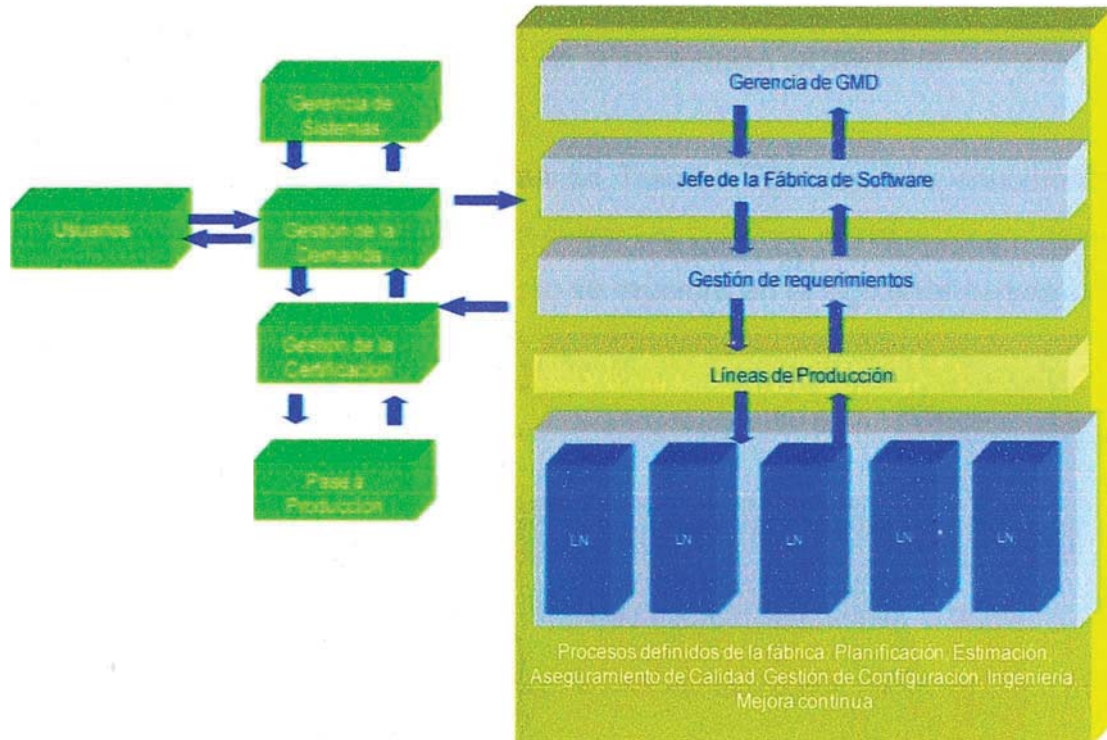 Gerencia de
Sistemas
Usuarios
Gestión de la
Demanda
Gestión de la
Certificacion
Pase a
Produccion
Gerencia de GMD
Jefe de la Fábrica de Software
Gestión de requerimientos
Líneas de Producción
LN
LN
LN
LN
LN
Procesos definidos de la fábrica: Planificación, Estimación,
Aseguramiento de Calidad, Gestión de Configuración, Ingeniería,
Mejora continua